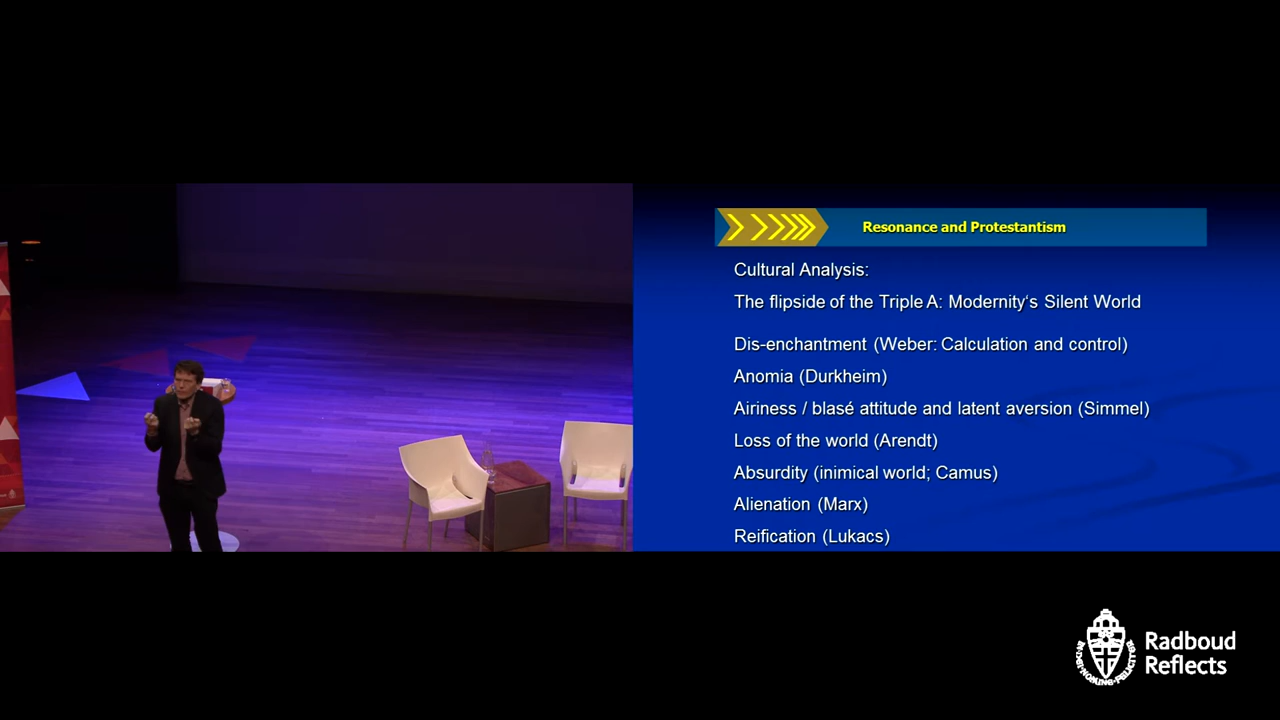 Resonance and Protestantism
Cultural Analysis:
The flipside of the Triple A: Modernity‘s Silent World
Dis-enchantment (Weber: Calculation and control)
Anomia (Durkheim)
Airiness / blasé attitude and latent aversion (Simmel)
Loss of the world (Arendt)
Absurdity (inimical world; Camus)
Alienation (Marx)
Reification (Lukacs)
Radboud
Reflects